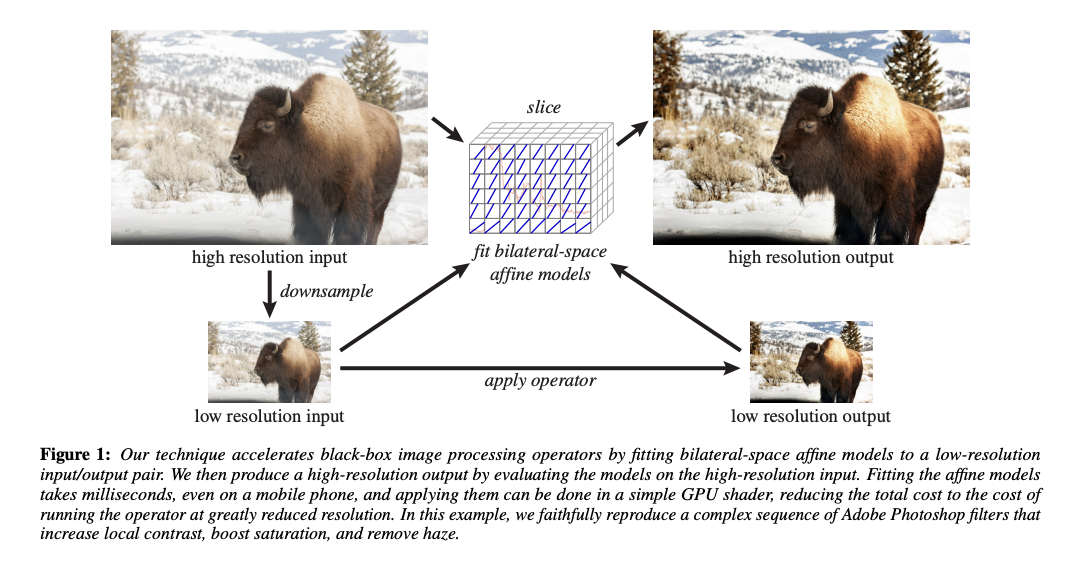 slice
fit bilateral-space
affine models
high resolution input
high resolution output
downsample
apply operator
low resolution input
low resolution output
Figure 1: Our technique accelerates black-box image processing operators by fitting bilateral-space affine models to a low-resolution
input/output pair. We then produce a high-resolution output by evaluating the models on the high-resolution input. Fitting the affine models
takes milliseconds, even on a mobile phone, and applying them can be done in a simple GPU shader, reducing the total cost to the cost of
running the operator at greatly reduced resolution. In this example, we faithfully reproduce a complex sequence of Adobe Photoshop filters that
increase local contrast, boost saturation, and remove haze.